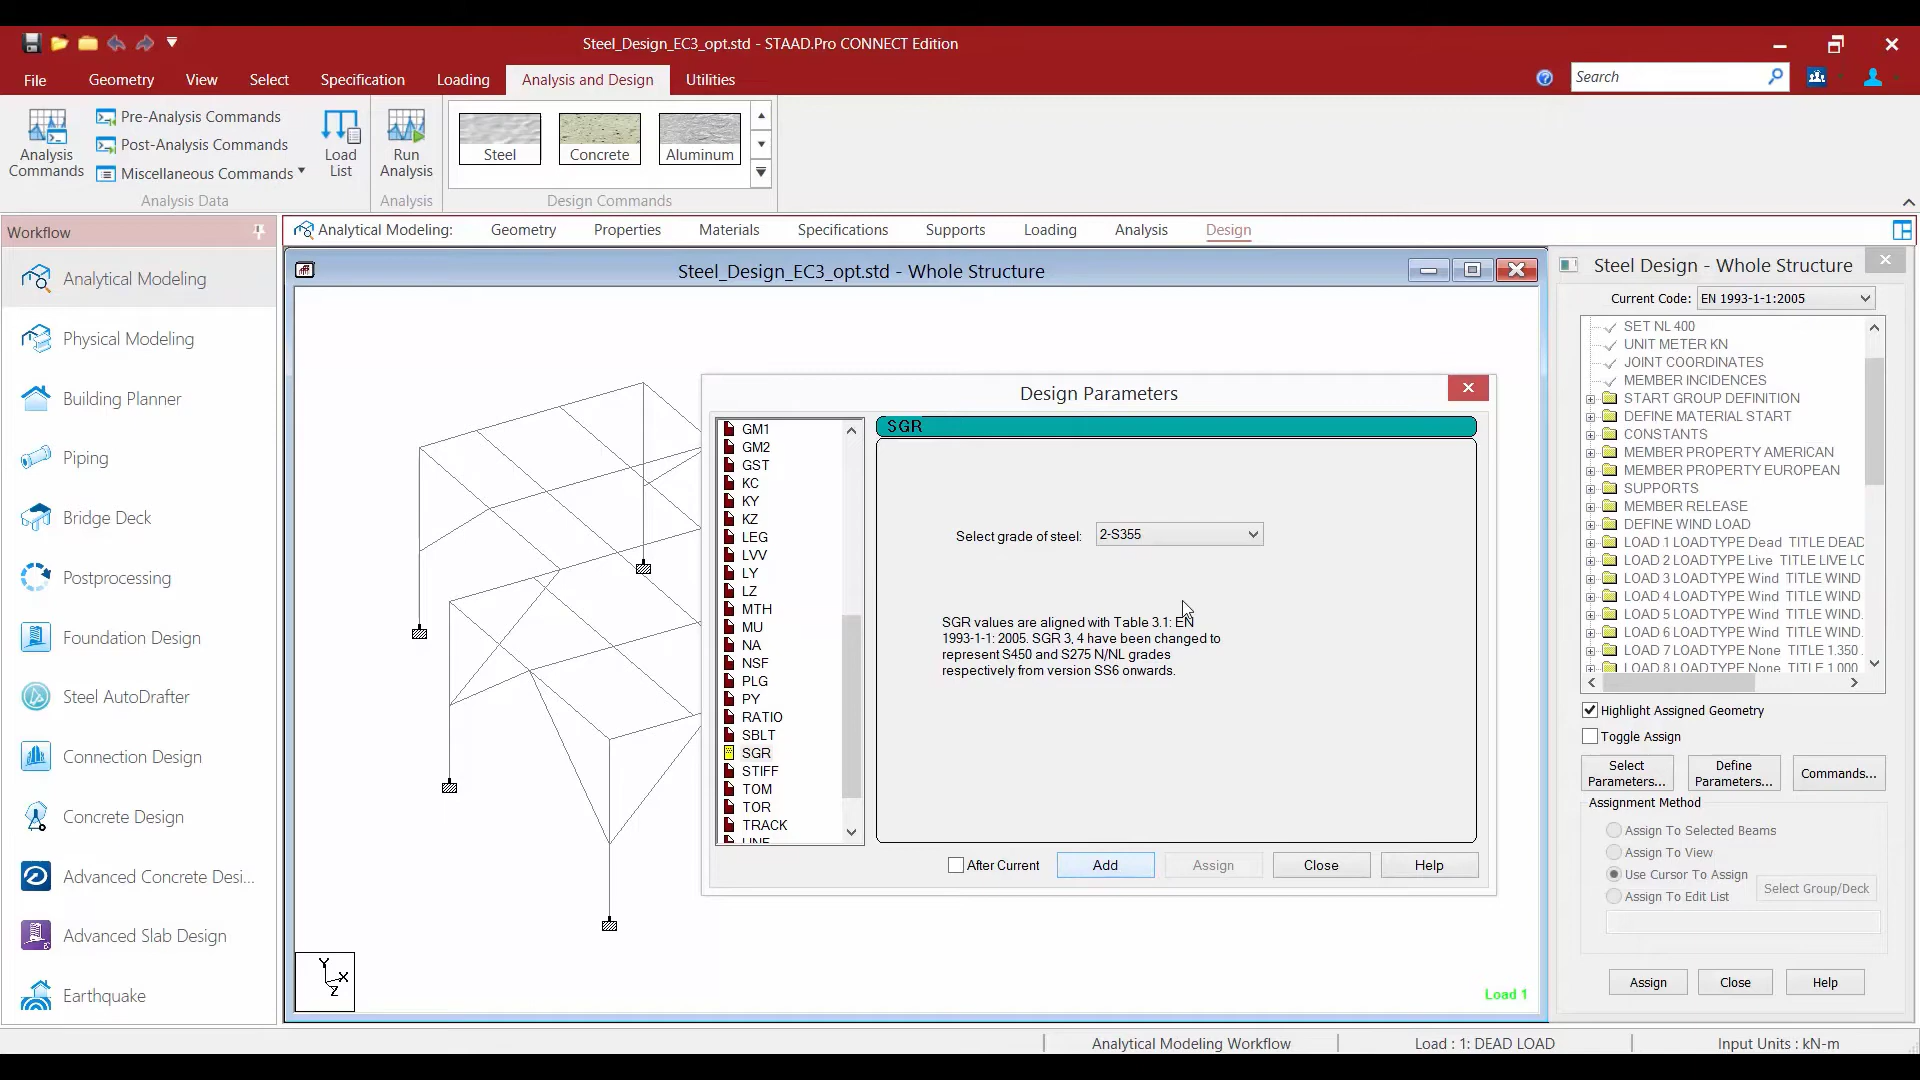 Steel_Design_EC3_opt.std - STAAD.Pro CONNECT Edition
File
Geometry
View
Select
Specification
Loading
Analysis and Design
Utilities
Search
Analysis Commands
Pre-Analysis Commands
Post-Analysis Commands
Miscellaneous Commands
Load List
Run Analysis
Steel
Concrete
Aluminum
Analysis Data
Analysis
Design Commands
Workflow
Analytical Modeling:
Geometry
Properties
Materials
Specifications
Supports
Loading
Analysis
Design
Analytical Modeling
Physical Modeling
Building Planner
Piping
Bridge Deck
Postprocessing
Foundation Design
Steel AutoDrafter
Connection Design
Concrete Design
Advanced Concrete Desi...
Advanced Slab Design
Earthquake
Steel_Design_EC3_opt.std - Whole Structure
Y
X
Z
Load 1
Design Parameters
GM1
GM2
GST
KC
KY
KZ
LEG
LVV
LY
LZ
MTH
MU
NA
NSF
PLG
PY
RATIO
SBLT
SGR
STIFF
TOM
TOR
TRACK
SGR
Select grade of steel:
2-S355
SGR values are aligned with Table 3.1: EN
1993-1-1: 2005. SGR 3, 4 have been changed to
represent S450 and S275 N/NL grades
respectively from version SS6 onwards.
After Current
Add
Assign
Close
Help
Steel Design - Whole Structure
Current Code:
EN 1993-1-1:2005
SET NL 400
UNIT METER KN
JOINT COORDINATES
MEMBER INCIDENCES
START GROUP DEFINITION
DEFINE MATERIAL START
CONSTANTS
MEMBER PROPERTY AMERICAN
MEMBER PROPERTY EUROPEAN
SUPPORTS
MEMBER RELEASE
DEFINE WIND LOAD
LOAD 1 LOADTYPE Dead TITLE DEAD
LOAD 2 LOADTYPE Live TITLE LIVE LO
LOAD 3 LOADTYPE Wind TITLE WIND
LOAD 4 LOADTYPE Wind TITLE WIND
LOAD 5 LOADTYPE Wind TITLE WIND.
LOAD 6 LOADTYPE Wind TITLE WIND
LOAD 7 LOADTYPE None TITLE 1.350
LOAD 8 LOADTYPE None TITLE 1.000
Highlight Assigned Geometry
Toggle Assign
Select Parameters...
Define Parameters...
Commands...
Assignment Method
Assign To Selected Beams
Assign To View
Use Cursor To Assign
Select Group/Deck
Assign To Edit List
Assign
Close
Help
Analytical Modeling Workflow
Load : 1: DEAD LOAD
Input Units : kN-m